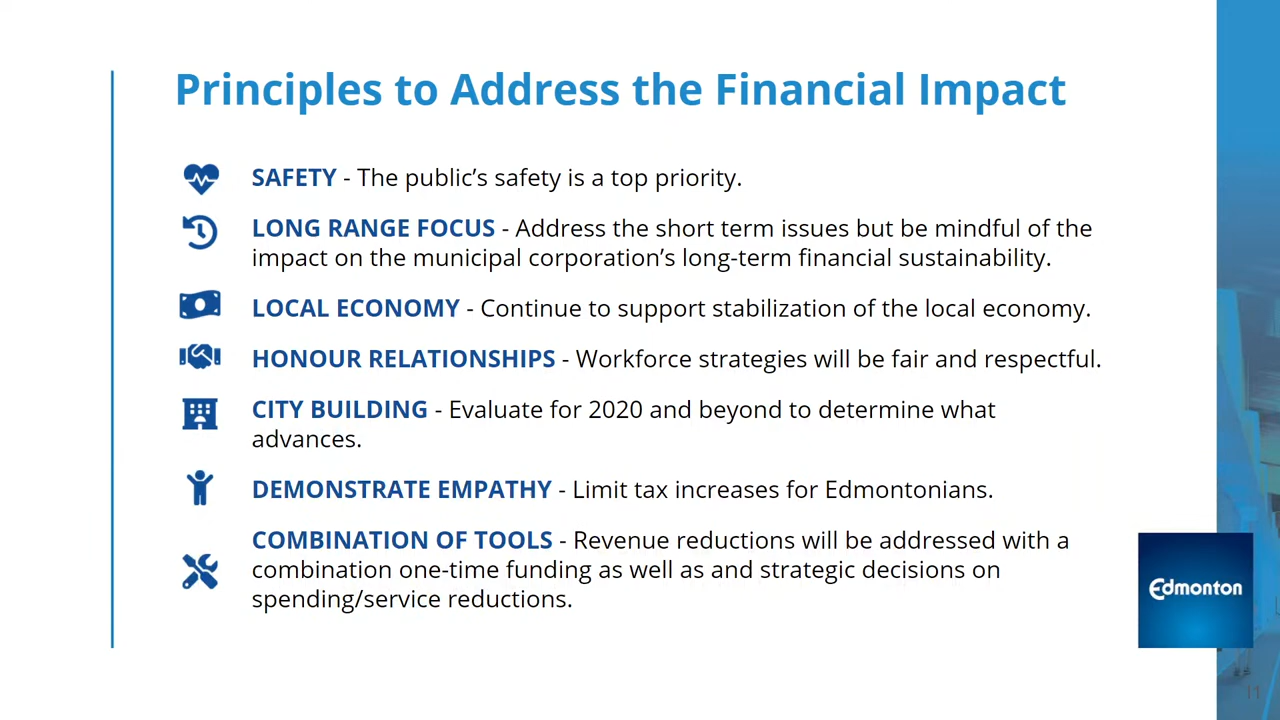 Principles to Address the Financial Impact
SAFETY - The public’s safety is a top priority.
LONG RANGE FOCUS - Address the short term issues but be mindful of the
impact on the municipal corporation’s long-term financial sustainability.
LOCAL ECONOMY - Continue to support stabilization of the local economy.
HONOUR RELATIONSHIPS - Workforce strategies will be fair and respectful.
CITY BUILDING - Evaluate for 2020 and beyond to determine what
advances.
DEMONSTRATE EMPATHY - Limit tax increases for Edmontonians.
COMBINATION OF TOOLS - Revenue reductions will be addressed with a
combination one-time funding as well as and strategic decisions on
spending/service reductions.
Edmonton
11